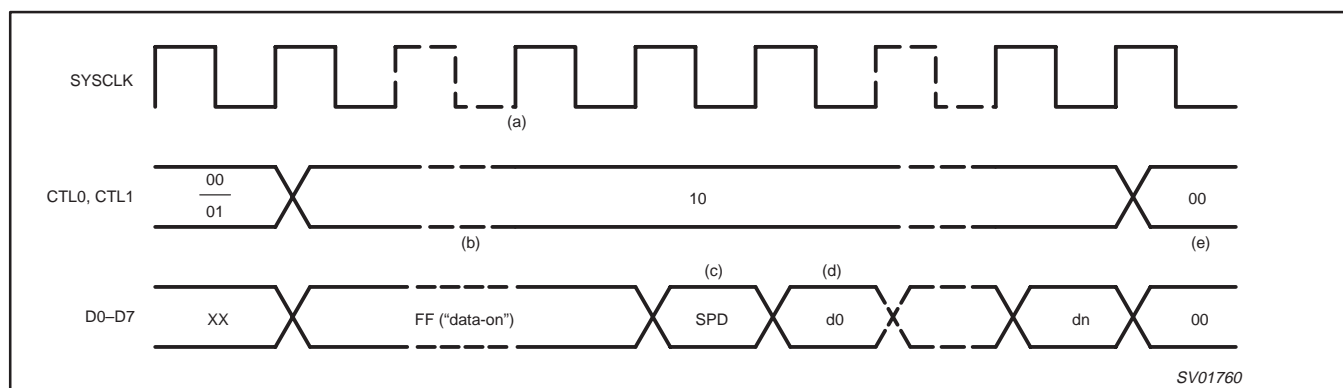 SYSCLK
(a)
CTL0, CTL1
00
01
10
00
(b)
(e)
(c)
(d)
D0–D7
XX
FF (“data-on”)
SPD
d0
dn
00
SV01760